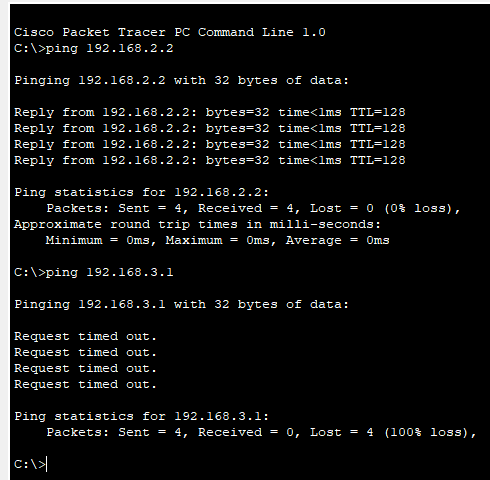 Cisco Packet Tracer PC Command Line 1.0
C:\>ping 192.168.2.2
Pinging 192.168.2.2 with 32 bytes of data:
Reply from 192.168.2.2: bytes=32 time<1ms TTL=128
Reply from 192.168.2.2: bytes=32 time<1ms TTL=128
Reply from 192.168.2.2: bytes=32 time<1ms TTL=128
Reply from 192.168.2.2: bytes=32 time<1ms TTL=128
Ping statistics for 192.168.2.2:
    Packets: Sent = 4, Received = 4, Lost = 0 (0% loss),
Approximate round trip times in milli-seconds:
    Minimum = 0ms, Maximum = 0ms, Average = 0ms
C:\>ping 192.168.3.1
Pinging 192.168.3.1 with 32 bytes of data:
Request timed out.
Request timed out.
Request timed out.
Request timed out.
Ping statistics for 192.168.3.1:
    Packets: Sent = 4, Received = 0, Lost = 4 (100% loss),
C:\>